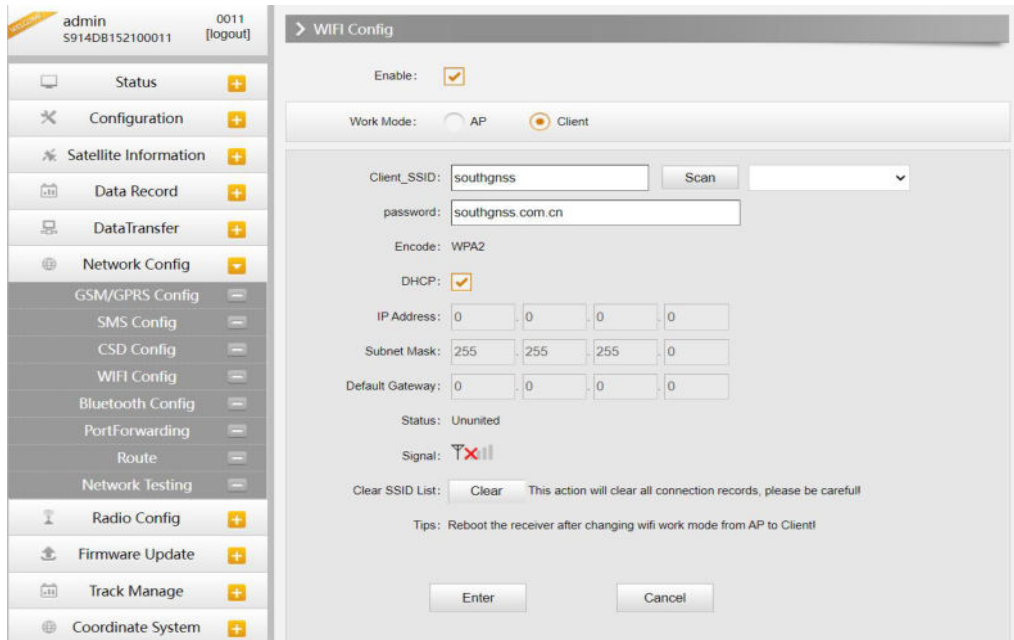 WELCOME
admin 0011
S914DB152100011 [logout]
Status
Configuration
Satellite Information
Data Record
DataTransfer
Network Config
GSM/GPRS Config
SMS Config
CSD Config
WIFI Config
Bluetooth Config
PortForwarding
Route
Network Testing
Radio Config
Firmware Update
Track Manage
Coordinate System
WIFI Config
Enable:
Work Mode: AP Client
Client_SSID: southgnss Scan
password: southgnss.com.cn
Encode: WPA2
DHCP:
IP Address: 0 . 0 . 0 . 0
Subnet Mask: 255 . 255 . 255 . 0
Default Gateway: 0 . 0 . 0 . 0
Status: Ununited
Signal:
Clear SSID List: Clear This action will clear all connection records, please be careful!
Tips: Reboot the receiver after changing wifi work mode from AP to Client!
Enter Cancel